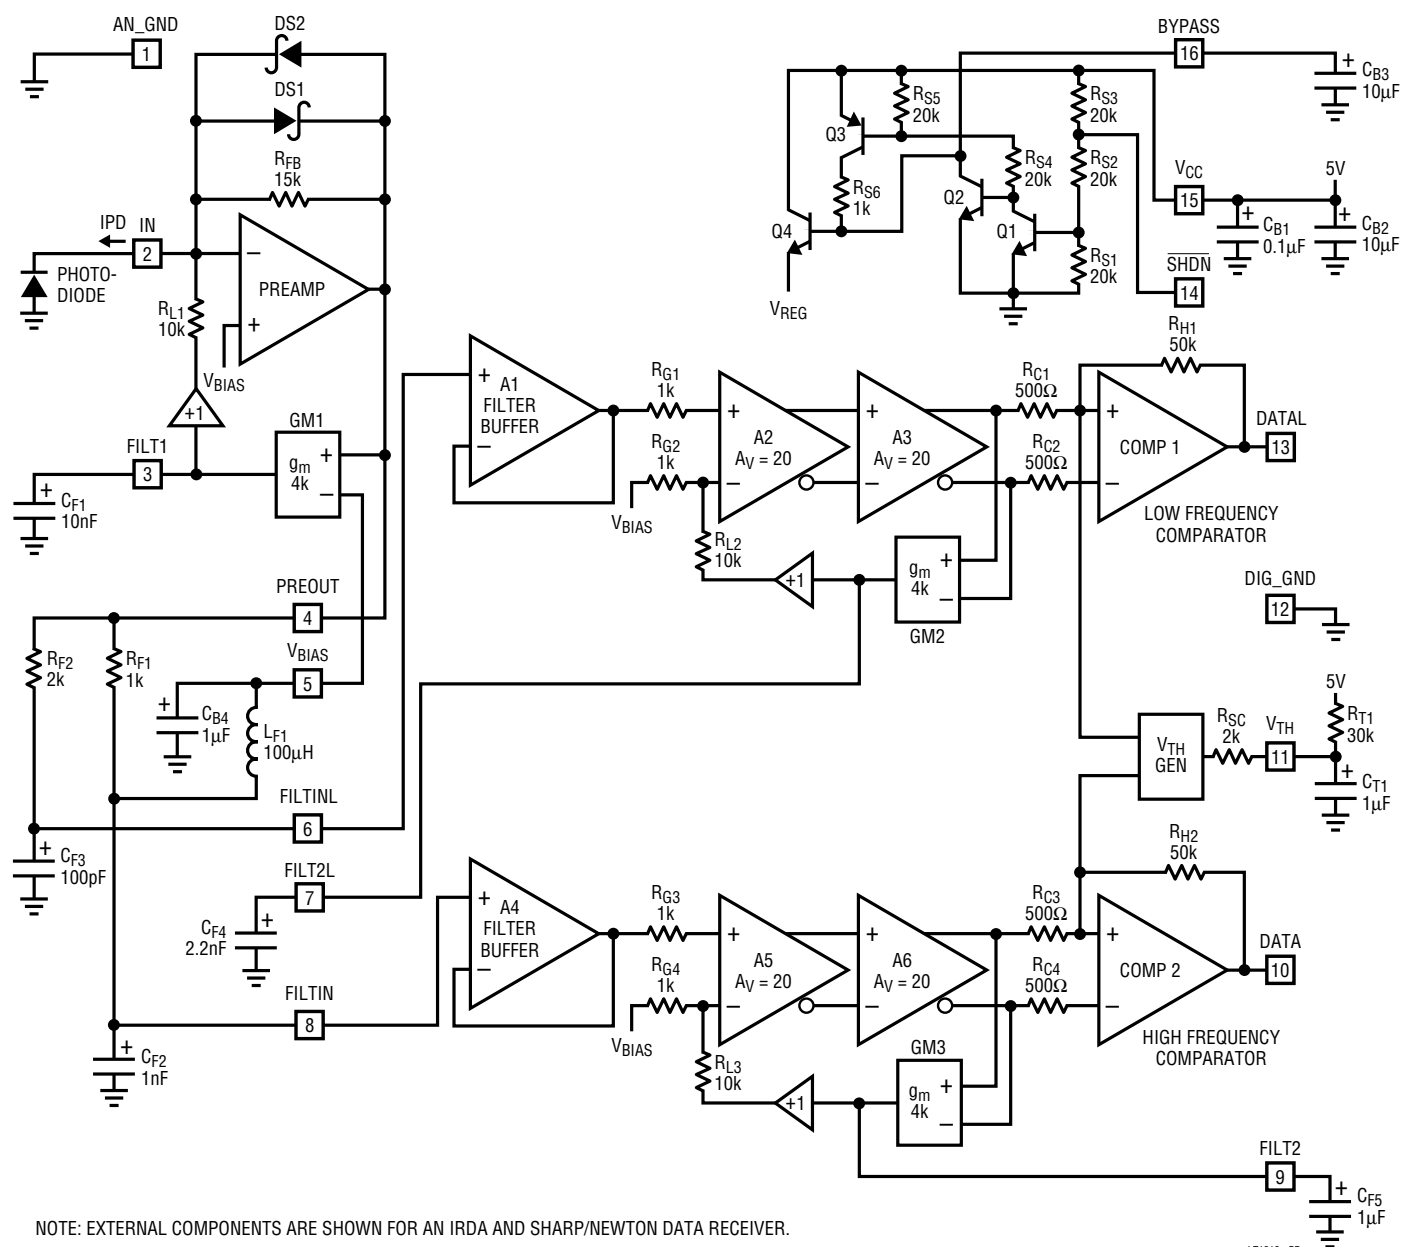 AN_GND
1
DS2
DS1
RFB
15k
IPD
IN
2
PHOTO-
DIODE
–
PREAMP
+
RL1
10k
VBIAS
+1
FILT1
3
GM1
gm
4k
+
–
+
CF1
10nF
PREOUT
4
VBIAS
5
RF2
2k
RF1
1k
+
CB4
1µF
LF1
100µH
FILTINL
6
+
CF3
100pF
FILT2L
7
+
CF4
2.2nF
FILTIN
8
+
CF2
1nF
BYPASS
16
+
CB3
10µF
RS5
20k
RS3
20k
Q3
RS4
20k
RS2
20k
RS6
1k
Q2
Q4
Q1
RS1
20k
VREG
VCC
15
5V
+
CB1
0.1µF
+
CB2
10µF
SHDN
14
+
–
A1
FILTER
BUFFER
RG1
1k
RG2
1k
VBIAS
+
–
A2
AV = 20
+
–
A3
AV = 20
RL2
10k
+1
gm
4k
+
–
GM2
RC1
500Ω
RC2
500Ω
RH1
50k
+
–
COMP 1
DATAL
13
LOW FREQUENCY
COMPARATOR
DIG_GND
12
VTH
GEN
RSC
2k
VTH
11
5V
RT1
30k
+
CT1
1µF
+
–
A4
FILTER
BUFFER
RG3
1k
RG4
1k
VBIAS
+
–
A5
AV = 20
+
–
A6
AV = 20
RL3
10k
+1
GM3
gm
4k
+
–
RC3
500Ω
RC4
500Ω
RH2
50k
+
–
COMP 2
DATA
10
HIGH FREQUENCY
COMPARATOR
FILT2
9
+
CF5
1µF
NOTE: EXTERNAL COMPONENTS ARE SHOWN FOR AN IRDA AND SHARP/NEWTON DATA RECEIVER.